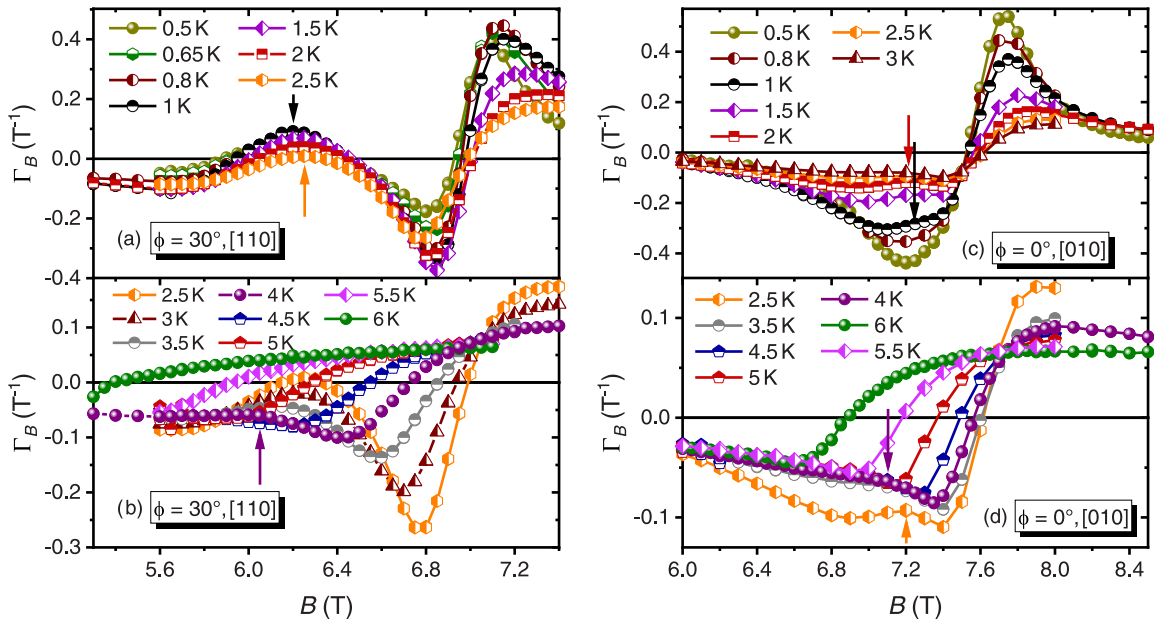 0.4
0.2
0.0
-0.2
-0.4
Γ_B (T⁻¹)
0.5 K
0.65 K
0.8 K
1 K
1.5 K
2 K
2.5 K
(a) ϕ = 30°, [110]
0.1
0.0
-0.1
-0.2
-0.3
Γ_B (T⁻¹)
2.5 K
3 K
3.5 K
4 K
4.5 K
5 K
5.5 K
6 K
(b) ϕ = 30°, [110]
5.6 6.0 6.4 6.8 7.2
B (T)
0.4
0.2
0.0
-0.2
-0.4
Γ_B (T⁻¹)
0.5 K
0.8 K
1 K
1.5 K
2 K
2.5 K
3 K
(c) ϕ = 0°, [010]
0.1
0.0
-0.1
Γ_B (T⁻¹)
2.5 K
3.5 K
4.5 K
5 K
4 K
6 K
5.5 K
(d) ϕ = 0°, [010]
6.0 6.4 6.8 7.2 7.6 8.0 8.4
B (T)